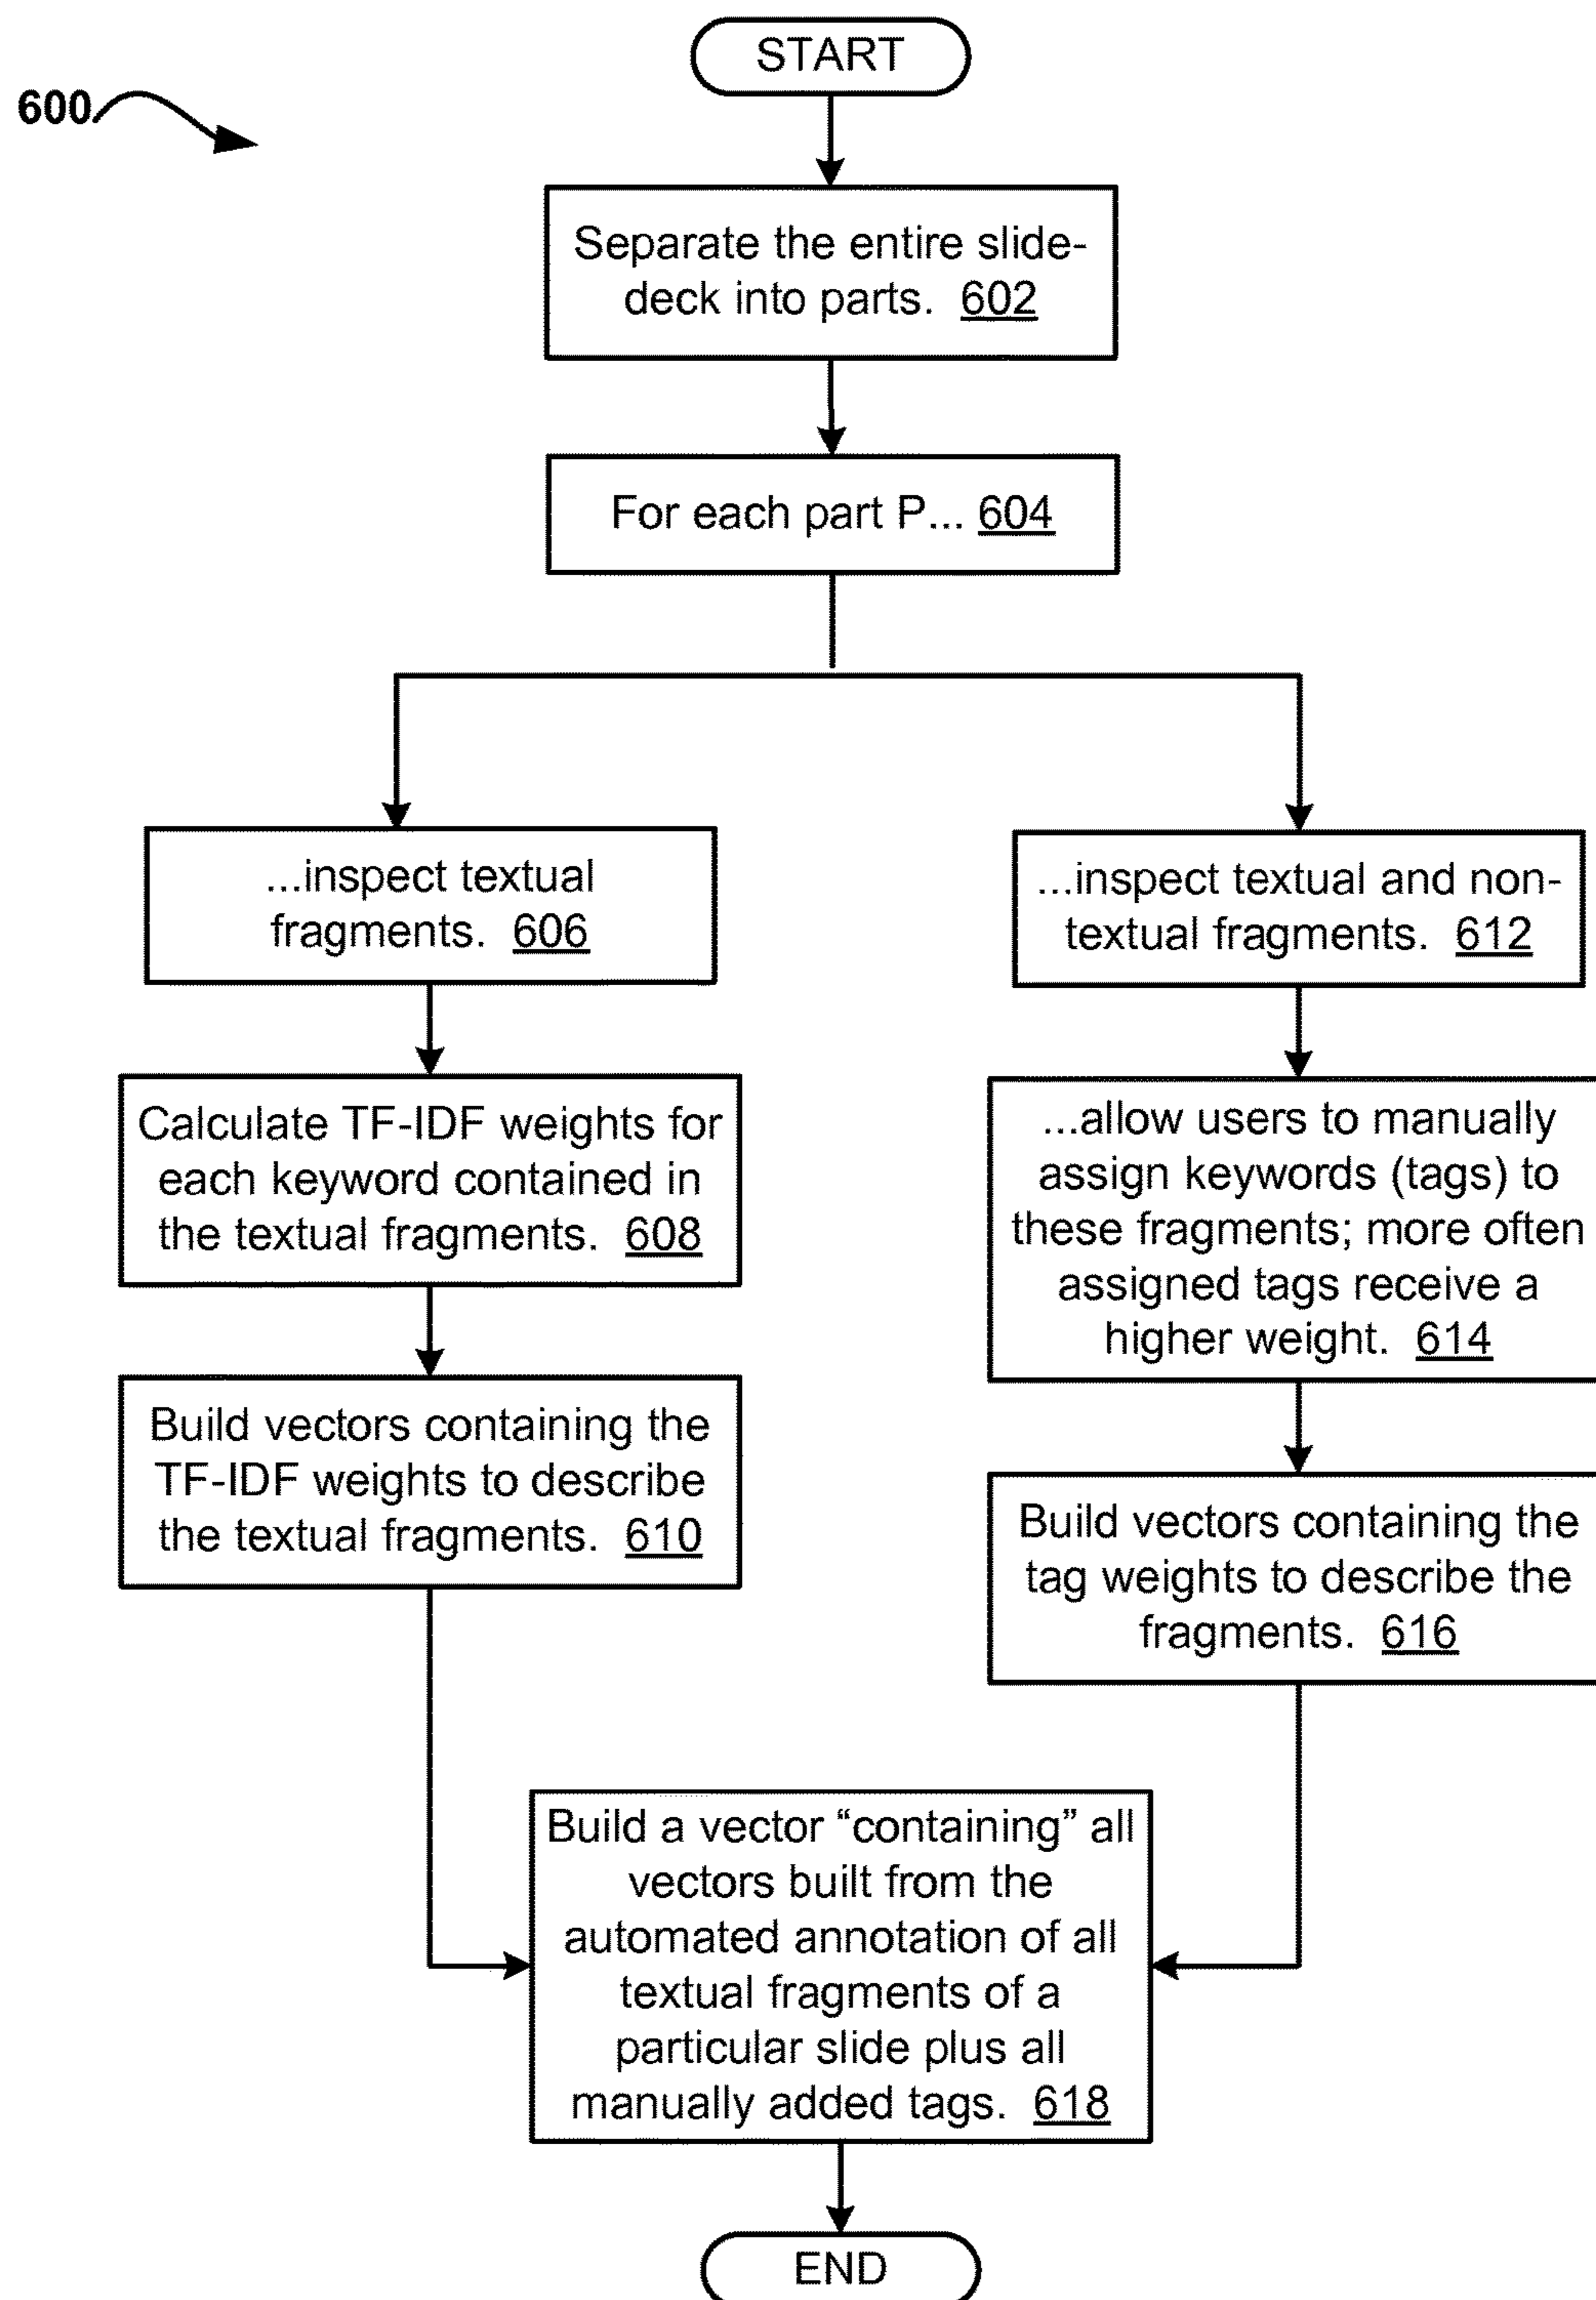 START
600
Separate the entire slide-
deck into parts. 602
For each part P... 604
...inspect textual
fragments. 606
...inspect textual and non-
textual fragments. 612
Calculate TF-IDF weights for
each keyword contained in
the textual fragments. 608
...allow users to manually
assign keywords (tags) to
these fragments; more often
assigned tags receive a
higher weight. 614
Build vectors containing the
TF-IDF weights to describe
the textual fragments. 610
Build vectors containing the
tag weights to describe the
fragments. 616
Build a vector “containing” all
vectors built from the
automated annotation of all
textual fragments of a
particular slide plus all
manually added tags. 618
END